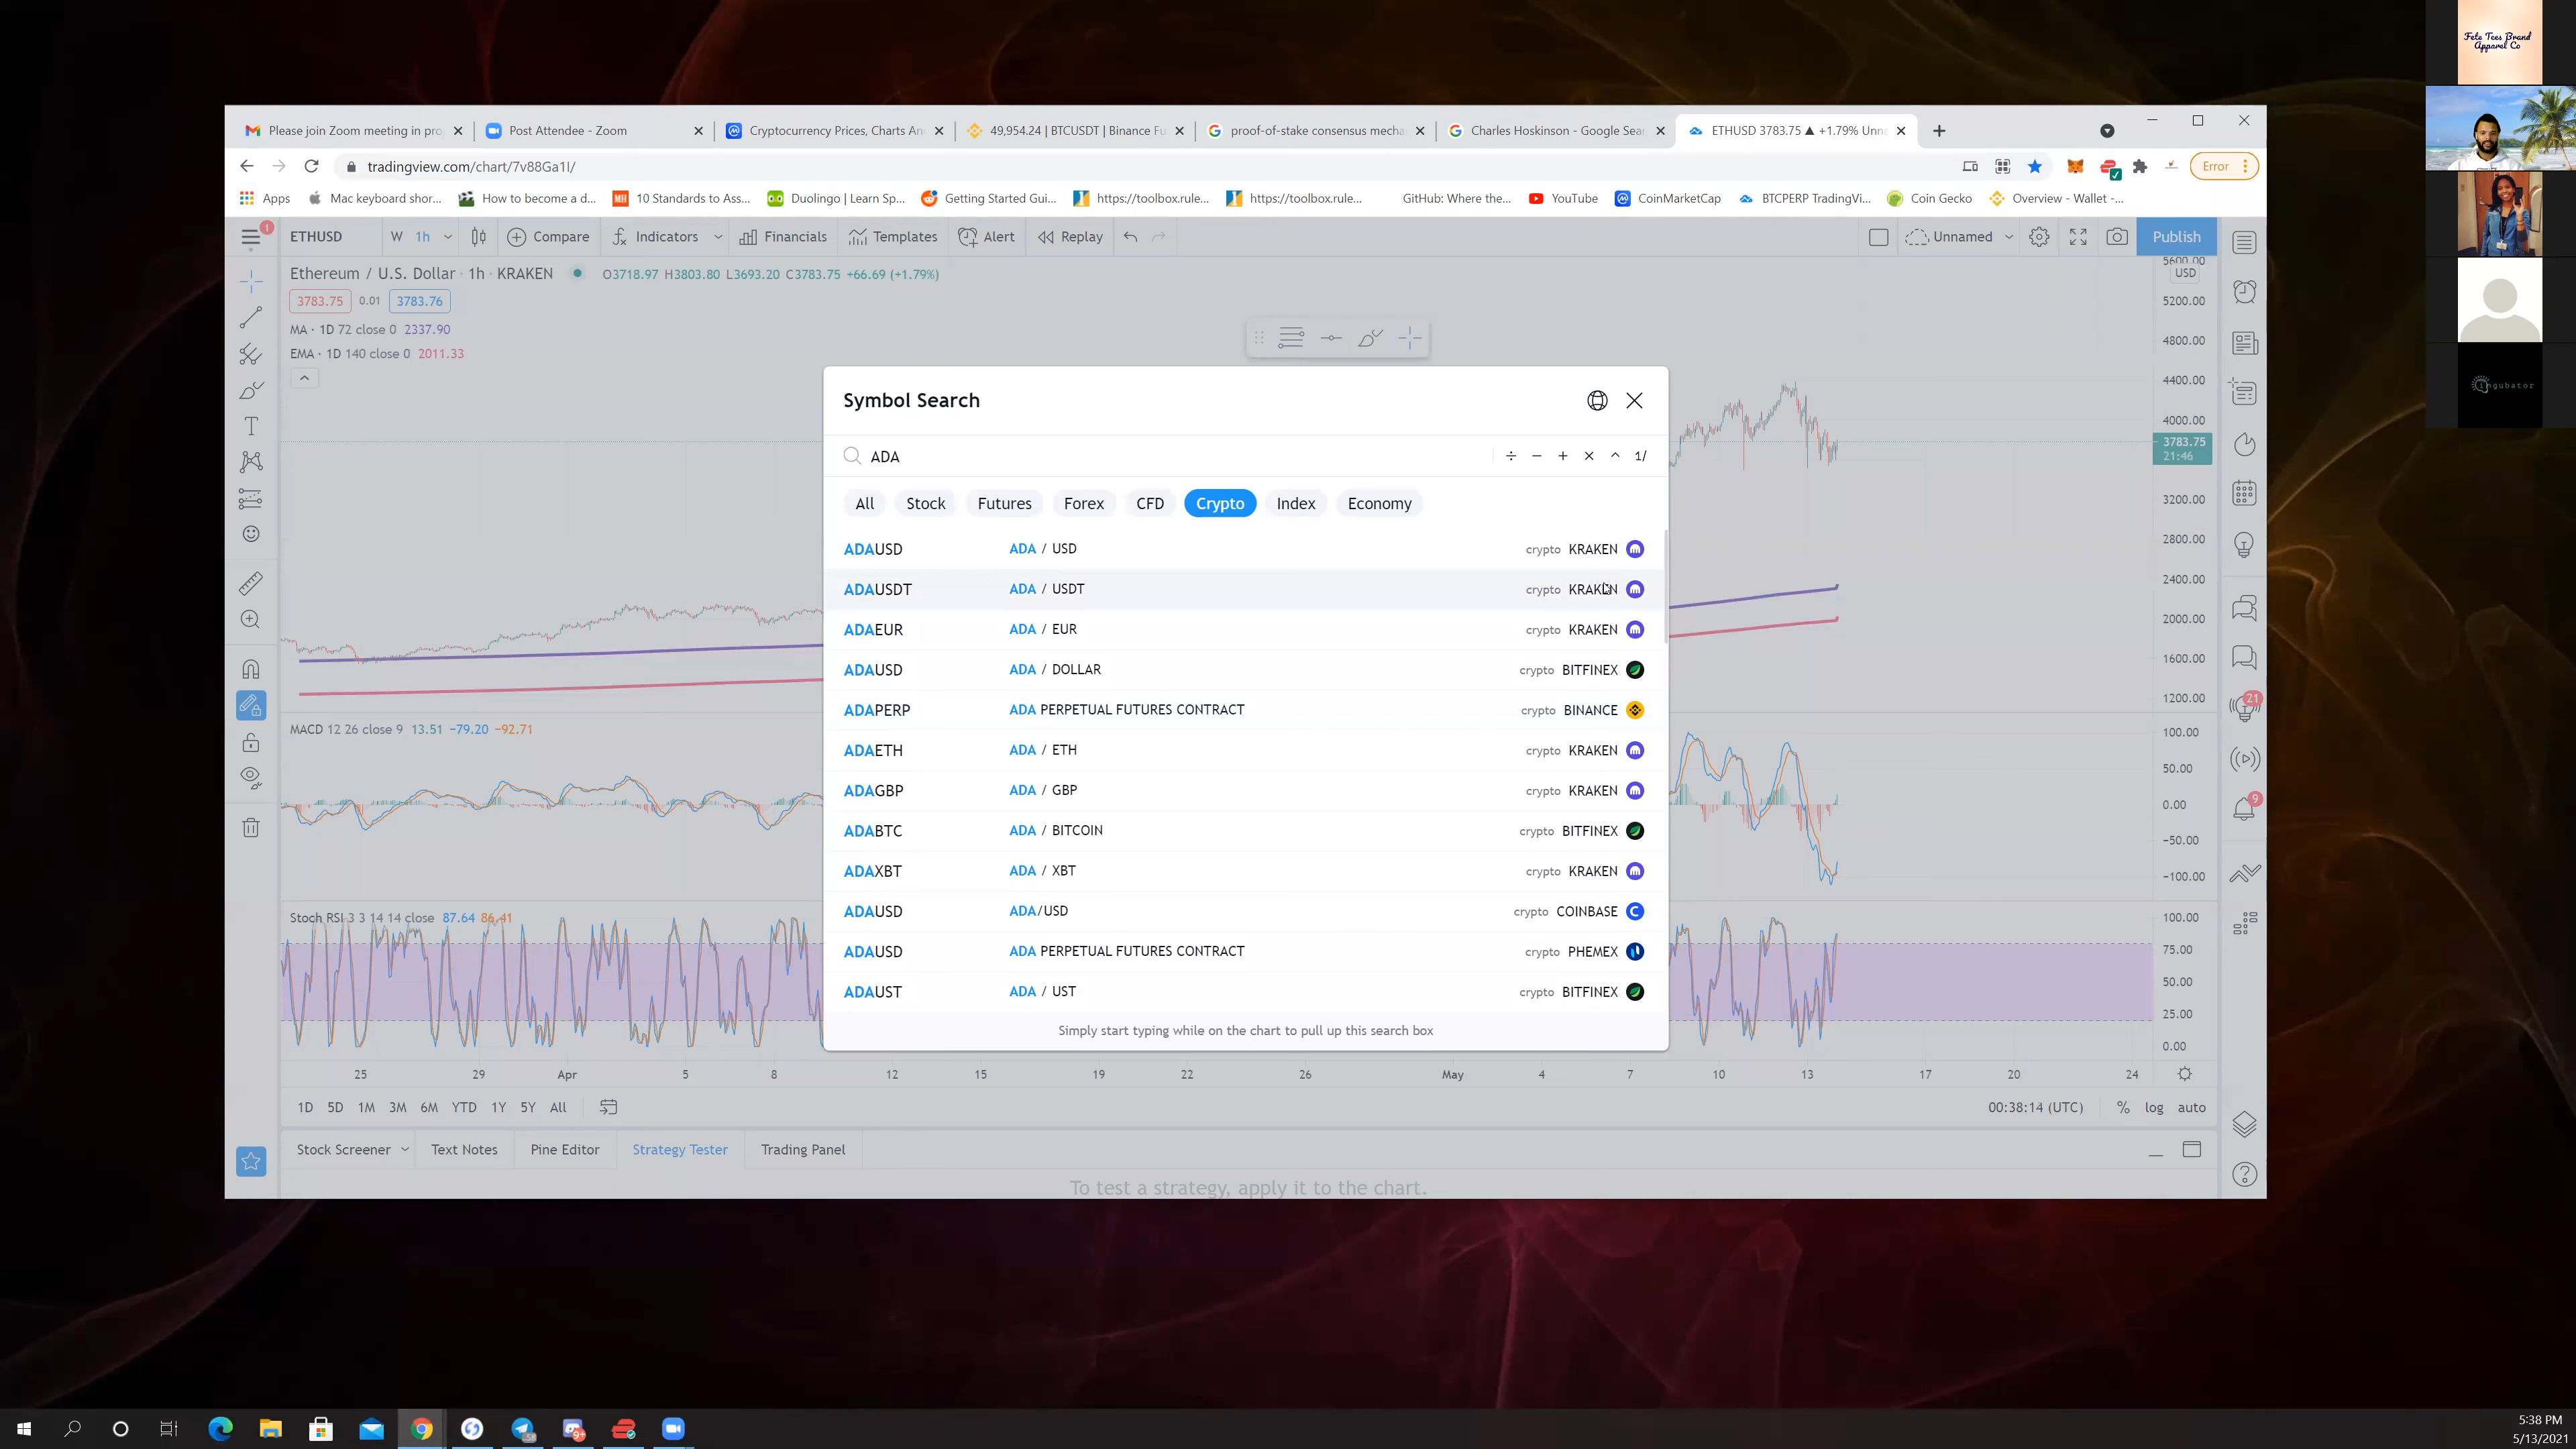 Fete Tees Brand
Apparel Co
Please join Zoom meeting in pro
Post Attendee - Zoom
Cryptocurrency Prices, Charts An
49,954.24 | BTCUSDT | Binance Fu
proof-of-stake consensus mecha
Charles Hoskinson - Google Sear
ETHUSD 3783.75 ▲ +1.79% Unna
tradingview.com/chart/7v88Ga1I/
Error
Apps
Mac keyboard shor...
How to become a d...
10 Standards to Ass...
Duolingo | Learn Sp...
Getting Started Gui...
https://toolbox.rule...
https://toolbox.rule...
GitHub: Where the...
YouTube
CoinMarketCap
BTCPERP TradingVi...
Coin Gecko
Overview - Wallet -...
1
ETHUSD
W 1h
Compare
Indicators
Financials
Templates
Alert
Replay
Unnamed
Publish
Ethereum / U.S. Dollar · 1h · KRAKEN
O3718.97 H3803.80 L3693.20 C3783.75 +66.69 (+1.79%)
3783.75 0.01 3783.76
MA · 1D 72 close 0 2337.90
EMA · 1D 140 close 0 2011.33
5600.00
USD
5200.00
4800.00
4400.00
4000.00
3783.75
21:46
3200.00
2800.00
2400.00
2000.00
1600.00
1200.00
ingubator
Symbol Search
ADA
÷ − + × ^ 1/
All Stock Futures Forex CFD Crypto Index Economy
ADAUSD ADA / USD crypto KRAKEN
ADAUSDT ADA / USDT crypto KRAKEN
ADAEUR ADA / EUR crypto KRAKEN
ADAUSD ADA / DOLLAR crypto BITFINEX
ADAPERP ADA PERPETUAL FUTURES CONTRACT crypto BINANCE
ADAETH ADA / ETH crypto KRAKEN
ADAGBP ADA / GBP crypto KRAKEN
ADABTC ADA / BITCOIN crypto BITFINEX
ADAXBT ADA / XBT crypto KRAKEN
ADAUSD ADA/USD crypto COINBASE
ADAUSD ADA PERPETUAL FUTURES CONTRACT crypto PHEMEX
ADAUST ADA / UST crypto BITFINEX
Simply start typing while on the chart to pull up this search box
MACD 12 26 close 9 13.51 −79.20 −92.71
100.00
50.00
0.00
−50.00
−100.00
21
9
Stoch RSI 3 3 14 14 close 87.64 86.41
100.00
75.00
50.00
25.00
0.00
25 29 Apr 5 8 12 15 19 22 26 May 4 7 10 13 17 20 24
1D 5D 1M 3M 6M YTD 1Y 5Y All
00:38:14 (UTC) % log auto
Stock Screener Text Notes Pine Editor Strategy Tester Trading Panel
To test a strategy, apply it to the chart.
9+
5:38 PM
5/13/2021